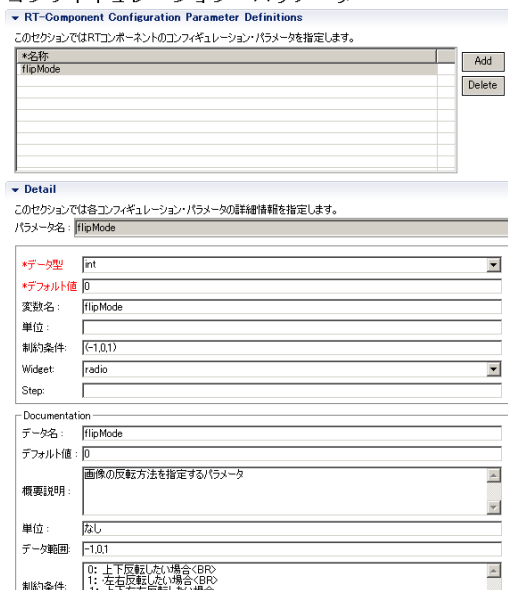 RT-Component Configuration Parameter Definitions
このセクションではRTコンポーネントのコンフィギュレーション・パラメータを指定します。
*名称
flipMode
Add
Delete
Detail
このセクションでは各コンフィギュレーション・パラメータの詳細情報を指定します。
パラメータ名： flipMode
*データ型 int
*デフォルト値 0
変数名： flipMode
単位：
制約条件: (-1,0,1)
Widget: radio
Step:
Documentation
データ名： flipMode
デフォルト値： 0
概要説明： 画像の反転方法を指定するパラメータ
単位： なし
データ範囲: -1,0,1
制約条件: 0: 上下反転したい場合<BR>
1: 左右反転したい場合<BR>